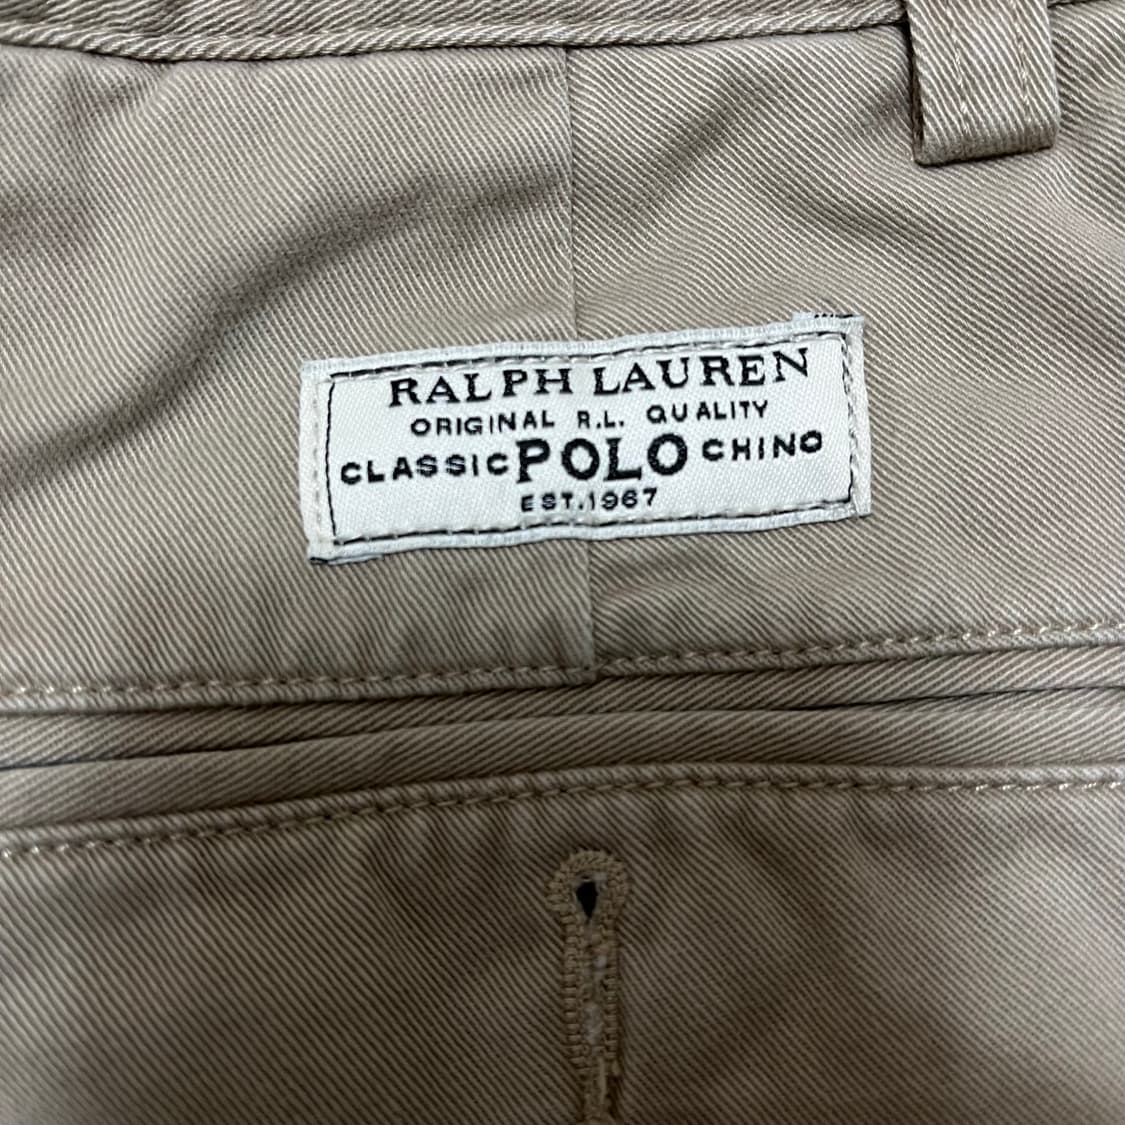 RALPH LAUREN
ORIGINAL R.L. QUALITY
CLASSIC POLO CHINO
EST.1967